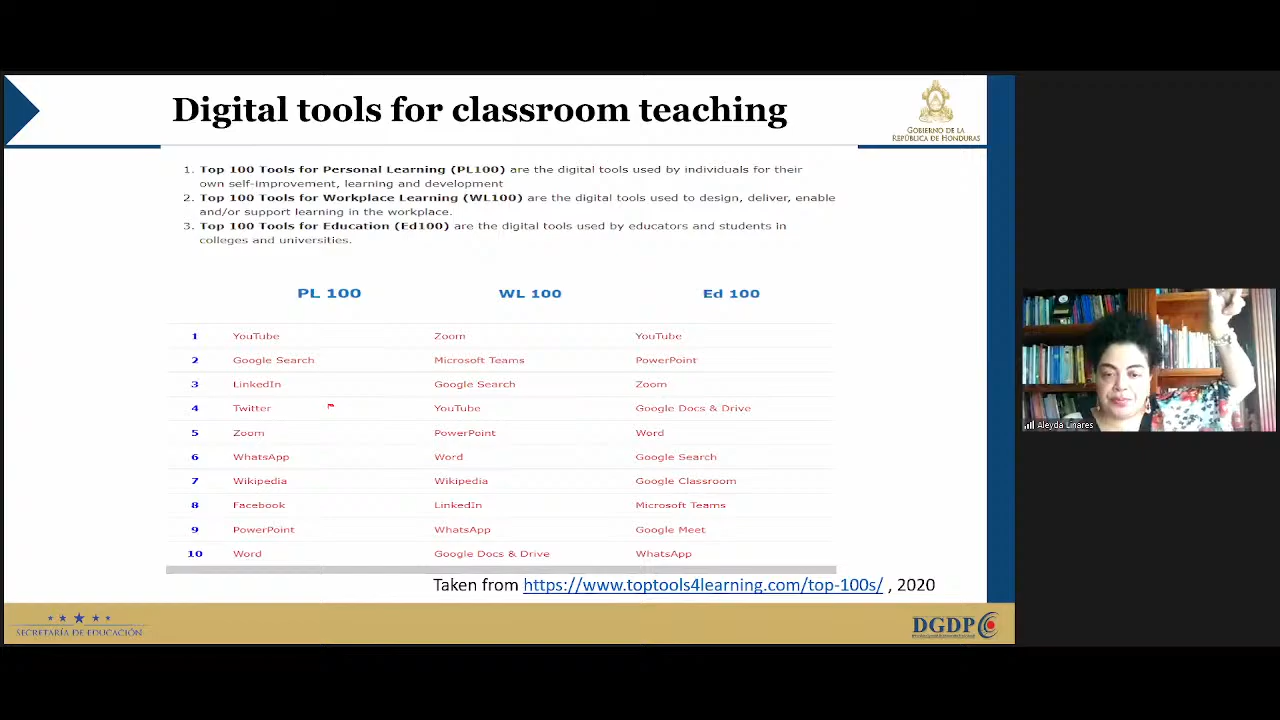 Digital tools for classroom teaching
GOBIERNO DE LA
REPÚBLICA DE HONDURAS
1. Top 100 Tools for Personal Learning (PL100) are the digital tools used by individuals for their
own self-improvement, learning and development
2. Top 100 Tools for Workplace Learning (WL100) are the digital tools used to design, deliver, enable
and/or support learning in the workplace.
3. Top 100 Tools for Education (Ed100) are the digital tools used by educators and students in
colleges and universities.
PL 100 WL 100 Ed 100
1 YouTube Zoom YouTube
2 Google Search Microsoft Teams PowerPoint
3 LinkedIn Google Search Zoom
4 Twitter YouTube Google Docs & Drive
5 Zoom PowerPoint Word
6 WhatsApp Word Google Search
7 Wikipedia Wikipedia Google Classroom
8 Facebook LinkedIn Microsoft Teams
9 PowerPoint WhatsApp Google Meet
10 Word Google Docs & Drive WhatsApp
Taken from https://www.toptools4learning.com/top-100s/ , 2020
Aleyda Linares
SECRETARÍA DE EDUCACIÓN
DGDP